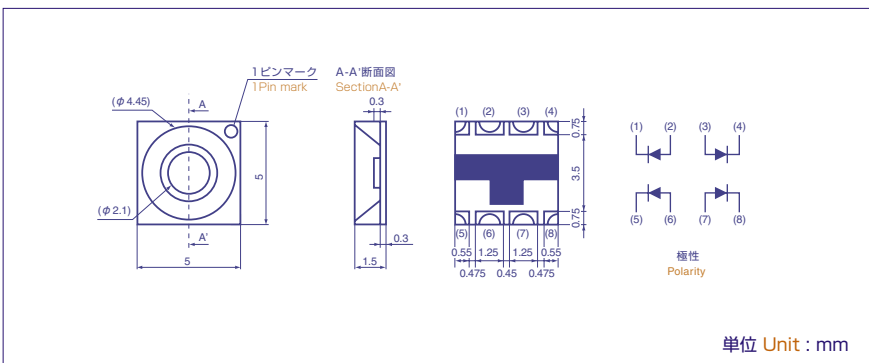 1ピンマーク
1Pin mark
A-A'断面図
SectionA-A'
(φ4.45)
A
(φ2.1)
A'
5
5
0.3
0.3
1.5
(1) (2) (3) (4)
0.75
3.5
0.75
(5) (6) (7) (8)
0.55 1.25 1.25 0.55
0.475 0.45 0.475
(1) (2) (3) (4)
(5) (6) (7) (8)
極性
Polarity
単位 Unit : mm